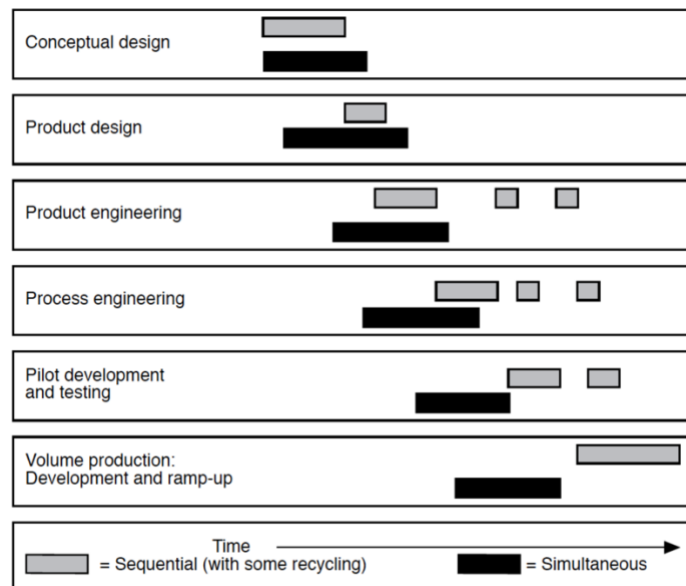 Conceptual design
Product design
Product engineering
Process engineering
Pilot development
and testing
Volume production:
Development and ramp-up
Time
= Sequential (with some recycling)
= Simultaneous